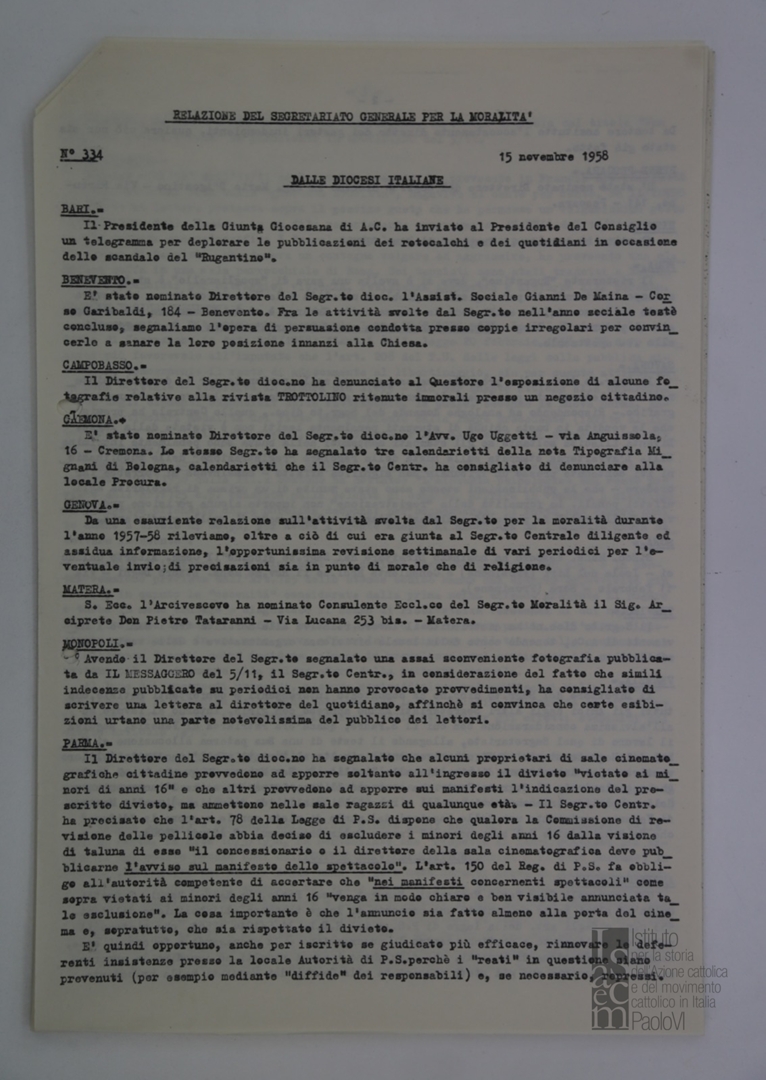 RELAZIONE DEL SEGRETARIATO GENERALE PER LA MORALITA'
N° 334
15 novembre 1958
DALLE DIOCESI ITALIANE
BARI.=
Il Presidente della Giunta Giocesana di A.C. ha inviato al Presidente del Consiglio
un telegramma per deplorare le pubblicazioni dei rotocalchi e dei quotidiani in occasione
dello scandalo del "Rugantino".
BENEVENTO.=
E' stato nominato Direttore del Segr.to dioc. l'Assist. Sociale Gianni De Maina - Cor_
so Garibaldi, 184 - Benevento. Fra le attività svolte dal Segr.to nell'anno sociale testè
concluso, segnaliamo l'opera di persuasione condotta presso coppie irregolari per convin_
cerle a sanare la loro posizione innanzi alla Chiesa.
CAMPOBASSO.=
Il Direttore del Segr.to dioc.no ha denunciato al Questore l'esposizione di alcune fo_
tografie relative alla rivista TROTTOLINO ritenute immorali presso un negozio cittadino.
CREMONA.=
E' stato nominato Direttore del Segr.to dioc.no l'Avv. Ugo Uggetti - via Anguissola,
16 - Cremona. Lo stesso Segr.to ha segnalato tre calendarietti della nota Tipografia Mi_
gnani di Bologna, calendarietti che il Segr.to Centr. ha consigliato di denunciare alla
locale Procura.
GENOVA.=
Da una esauriente relazione sull'attività svolta dal Segr.to per la moralità durante
l'anno 1957-58 rileviamo, oltre a ciò di cui era giunta al Segr.to Centrale diligente ed
assidua informazione, l'opportunissima revisione settimanale di vari periodici per l'e-
ventuale invio;di precisazioni sia in punto di morale che di religione.
MATERA.=
S. Ecc. l'Arcivescovo ha nominato Consulente Eccl.co del Segr.to Moralità il Sig. Ar_
ciprete Don Pietro Tataranni - Via Lucana 253 bis. - Matera.
MONOPOLI.=
Avendo il Direttore del Segr.to segnalato una assai sconveniente fotografia pubblica-
ta da IL MESSAGGERO del 5/11, il Segr.to Centr., in considerazione del fatto che simili
indecenze pubblicate su periodici non hanno provocato provvedimenti, ha consigliato di
scrivere una lettera al direttore del quotidiano, affinchè si convinca che certe esibi-
zioni urtano una parte notevolissima del pubblico dei lettori.
PARMA.=
Il Direttore del Segr.to dioc.no ha segnalato che alcuni proprietari di sale cinemato_
grafiche cittadine provvedono ad apporre soltanto all'ingresso il divieto "vietato ai mi_
nori di anni 16" e che altri provvedono ad apporre sui manifesti l'indicazione del pre-
scritto divieto, ma ammettono nelle sale ragazzi di qualunque età. - Il Segr.to Centr.
ha precisato che l'art. 78 della Legge di P.S. dispone che qualora la Commissione di re-
visione delle pellicole abbia deciso di escludere i minori degli anni 16 dalla visione
di taluna di esse "il concessionario o il direttore della sala cinematografica deve pub_
blicarne l'avviso sul manifesto dello spettacolo". L'art. 150 del Reg. di P.S. fa obbli-
go all'autorità competente di accertare che "nei manifesti concernenti spettacoli" come
sopra vietati ai minori degli anni 16 "venga in modo chiaro e ben visibile annunciata ta_
le esclusione". La cosa importante è che l'annuncio sia fatto almeno alla porta del cine_
ma e, sopratutto, che sia rispettato il divieto.
E' quindi opportuno, anche per iscritto se giudicato più efficace, rinnovare le defe-
renti insistenze presso la locale Autorità di P.S.perchè i "reati" in questione siano
prevenuti (per esempio mediante "diffide" dei responsabili) e, se necessario, repressi.
Istituto
per la storia
dell'Azione cattolica
e del movimento
cattolico in Italia
PaoloVI